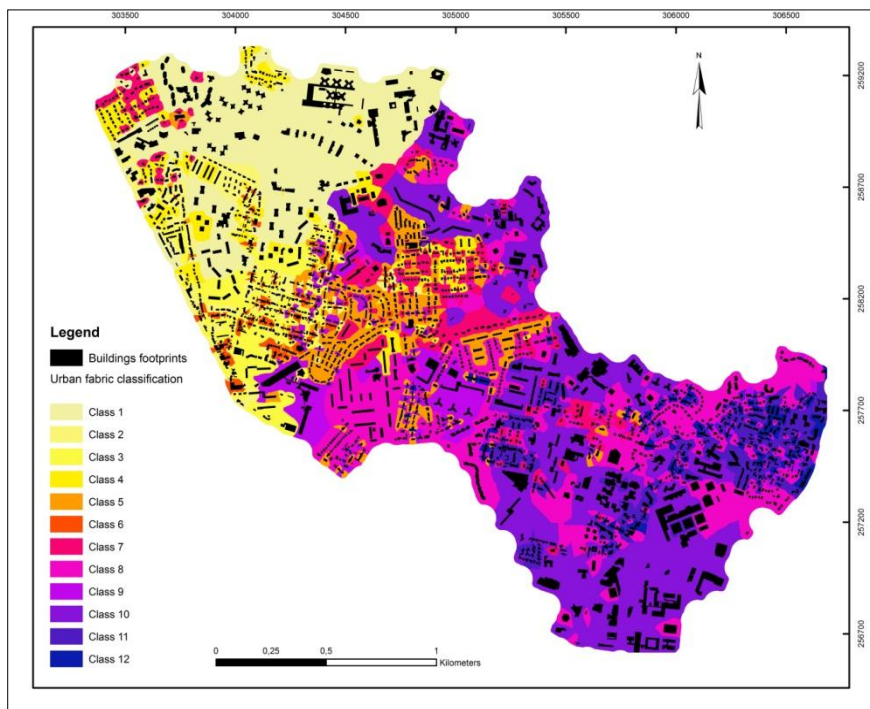 303500 304000 304500 305000 305500 306000 306500
N
259200
258700
258200
257700
257200
256700
Legend
Buildings footprints
Urban fabric classification
Class 1
Class 2
Class 3
Class 4
Class 5
Class 6
Class 7
Class 8
Class 9
Class 10
Class 11
Class 12
0 0,25 0,5 1
Kilometers